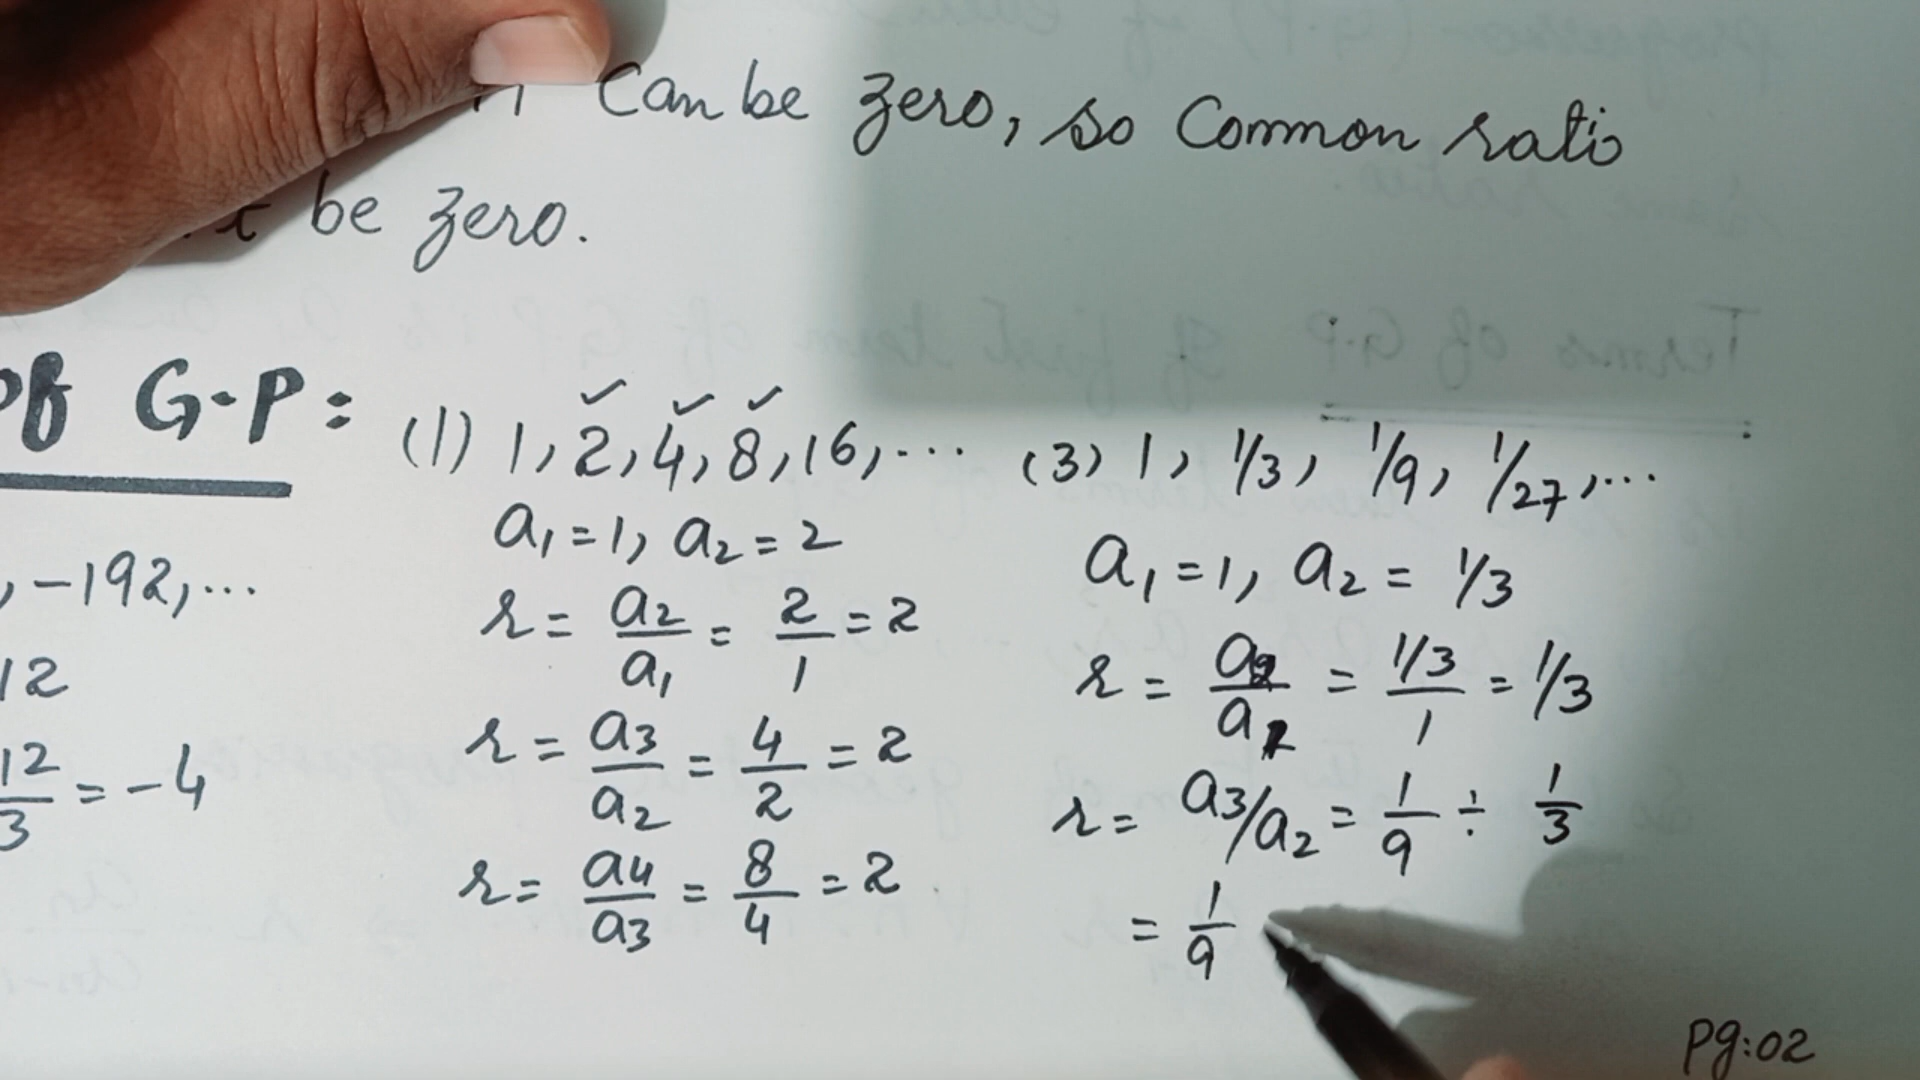 Can be zero, so Common ratio
be zero.
of G.P:
(1) 1, 2, 4, 8, 16, ...
a₁ = 1, a₂ = 2
r = a₂/a₁ = 2/1 = 2
r = a₃/a₂ = 4/2 = 2
r = a₄/a₃ = 8/4 = 2
(3) 1, 1/3, 1/9, 1/27, ...
a₁ = 1, a₂ = 1/3
r = a₂/a₁ = 1/3/1 = 1/3
r = a₃/a₂ = 1/9 ÷ 1/3
= 1/9
, -192, ...
12
12/3 = -4
Pg:02